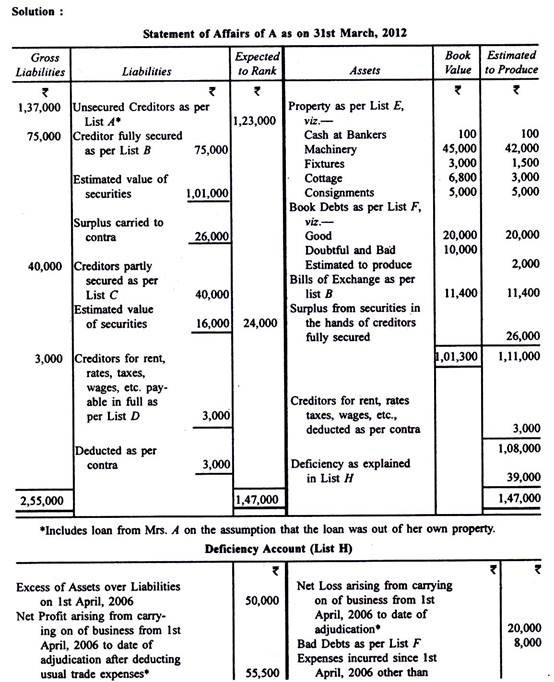 Solution :
Statement of Affairs of A as on 31st March, 2012
Gross Liabilities | Liabilities | Expected to Rank | Assets | Book Value | Estimated to Produce
₹ | ₹ | ₹ | | ₹ | ₹
1,37,000 Unsecured Creditors as per
List A* 1,23,000
75,000 Creditor fully secured
as per List B 75,000
Estimated value of
securities 1,01,000
Surplus carried to
contra 26,000
40,000 Creditors partly
secured as per
List C 40,000
Estimated value
of securities 16,000 24,000
3,000 Creditors for rent,
rates, taxes,
wages, etc. pay-
able in full as
per List D 3,000
Deducted as per
contra 3,000
2,55,000 1,47,000
Property as per List E,
viz.—
Cash at Bankers 100 100
Machinery 45,000 42,000
Fixtures 3,000 1,500
Cottage 6,800 3,000
Consignments 5,000 5,000
Book Debts as per List F,
viz.—
Good 20,000 20,000
Doubtful and Bad 10,000
Estimated to produce 2,000
Bills of Exchange as per
list B 11,400 11,400
Surplus from securities in
the hands of creditors
fully secured 26,000
1,01,300 1,11,000
Creditors for rent, rates
taxes, wages, etc.,
deducted as per contra 3,000
1,08,000
Deficiency as explained
in List H 39,000
1,47,000
*Includes loan from Mrs. A on the assumption that the loan was out of her own property.
Deficiency Account (List H)
₹ | ₹ | ₹
Excess of Assets over Liabilities
on 1st April, 2006 50,000
Net Profit arising from carry-
ing on of business from 1st
April, 2006 to date of
adjudication after deducting
usual trade expenses* 55,500
Net Loss arising from carrying
on of business from 1st
April, 2006 to date of
adjudication* 20,000
Bad Debts as per List F 8,000
Expenses incurred since 1st
April, 2006 other than